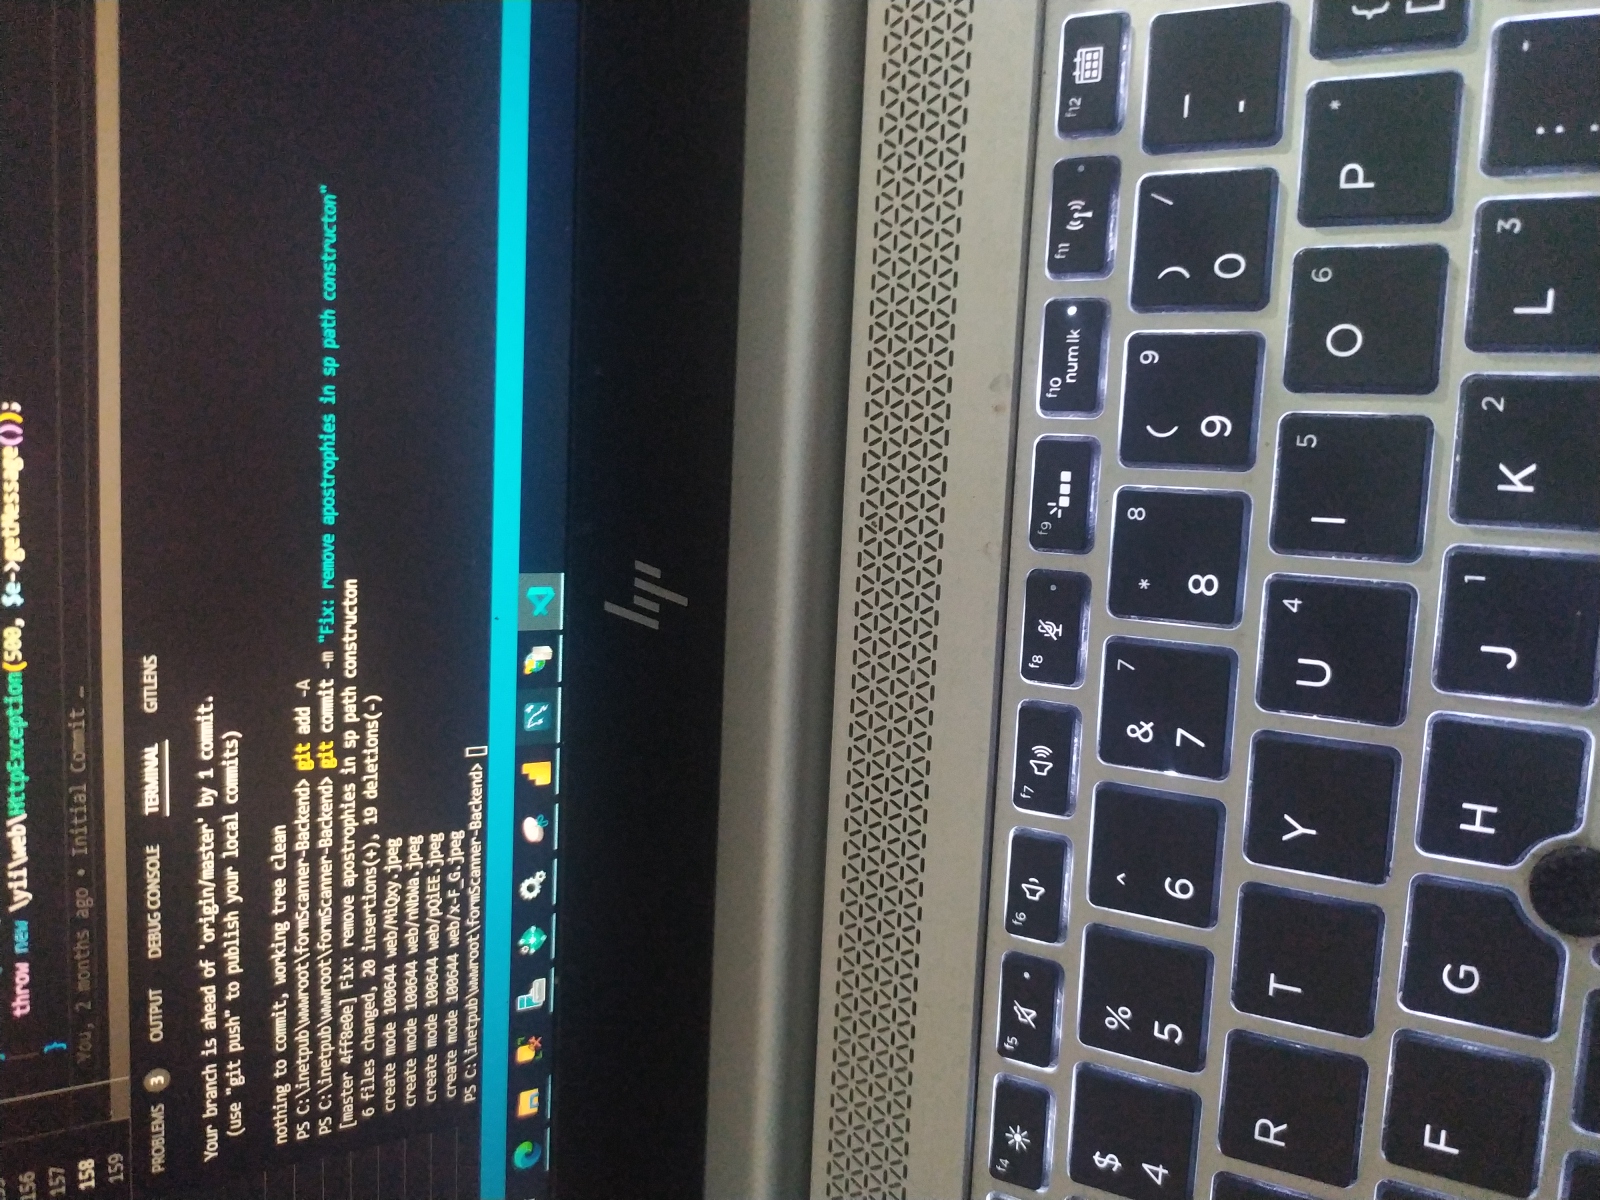 156 throw new \yii\web\HttpException(500, $e->getMessage());
157 }
158 You, 2 months ago • Initial Commit …
159
PROBLEMS 3 OUTPUT DEBUG CONSOLE TERMINAL GITLENS
Your branch is ahead of 'origin/master' by 1 commit.
(use "git push" to publish your local commits)
nothing to commit, working tree clean
PS C:\inetpub\wwwroot\formScanner-Backend> git add -A
PS C:\inetpub\wwwroot\formScanner-Backend> git commit -m "Fix: remove apostrophies in sp path constructon"
[master 4ff8e0e] Fix: remove apostrophies in sp path constructon
6 files changed, 20 insertions(+), 19 deletions(-)
create mode 100644 web/MiQxy.jpeg
create mode 100644 web/nNbWa.jpeg
create mode 100644 web/pQiEE.jpeg
create mode 100644 web/x-F_G.jpeg
PS C:\inetpub\wwwroot\formScanner-Backend>
hp
f4 f5 f6 f7 f8 f9 f10 num lk f11 f12
$ 4 % 5 ^ 6 & 7 7 * 8 8 ( 9 9 ) 0 / _ -
R T Y U 4 I 5 O 6 P * { [
F G H J 1 K 2 L 3 : ;